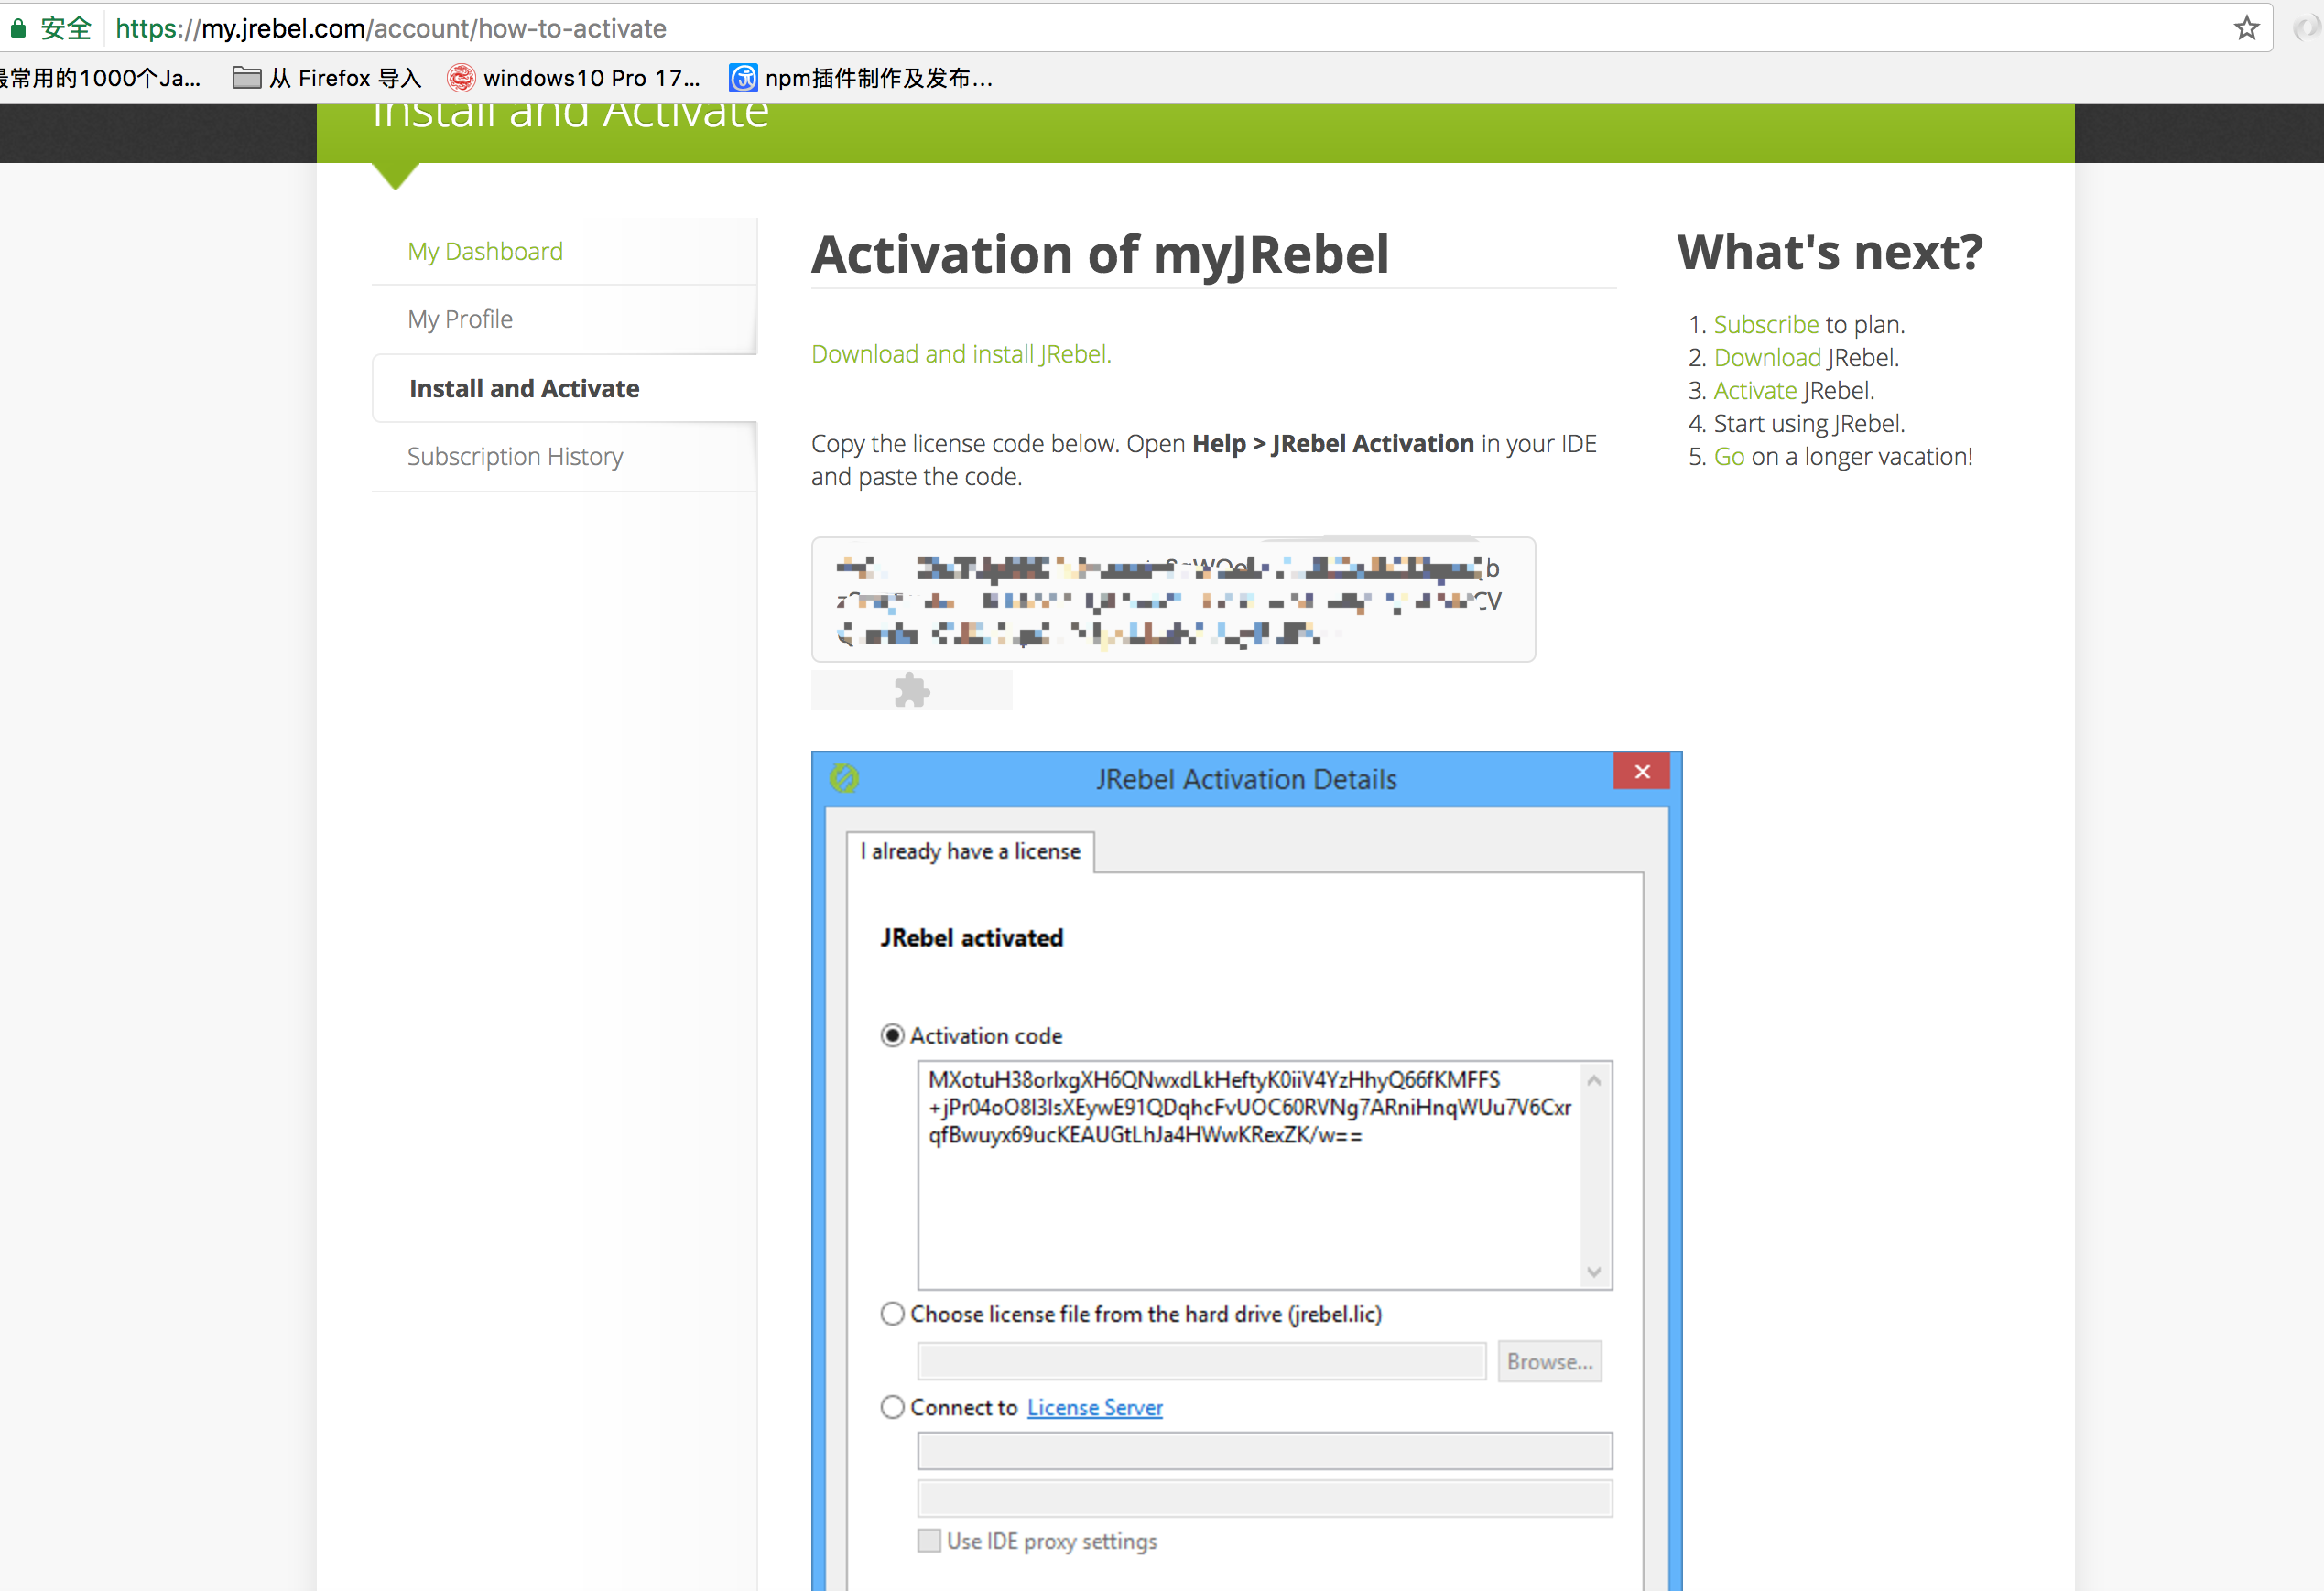 安全 https://my.jrebel.com/account/how-to-activate
最常用的1000个Ja... 从 Firefox 导入 windows10 Pro 17... npm插件制作及发布...
Install and Activate
My Dashboard
My Profile
Install and Activate
Subscription History
Activation of myJRebel
Download and install JRebel.
Copy the license code below. Open Help > JRebel Activation in your IDE
and paste the code.
What's next?
1. Subscribe to plan.
2. Download JRebel.
3. Activate JRebel.
4. Start using JRebel.
5. Go on a longer vacation!
JRebel Activation Details
I already have a license
JRebel activated
Activation code
MXotuH38orlxgXH6QNwxdLkHeftyK0iiV4YzHhyQ66fKMFFS
+jPr04oO8I3lsXEywE91QDqhcFvUOC60RVNg7ARniHnqWUu7V6Cxr
qfBwuyx69ucKEAUGtLhJa4HWwKRexZK/w==
Choose license file from the hard drive (jrebel.lic)
Browse...
Connect to License Server
Use IDE proxy settings